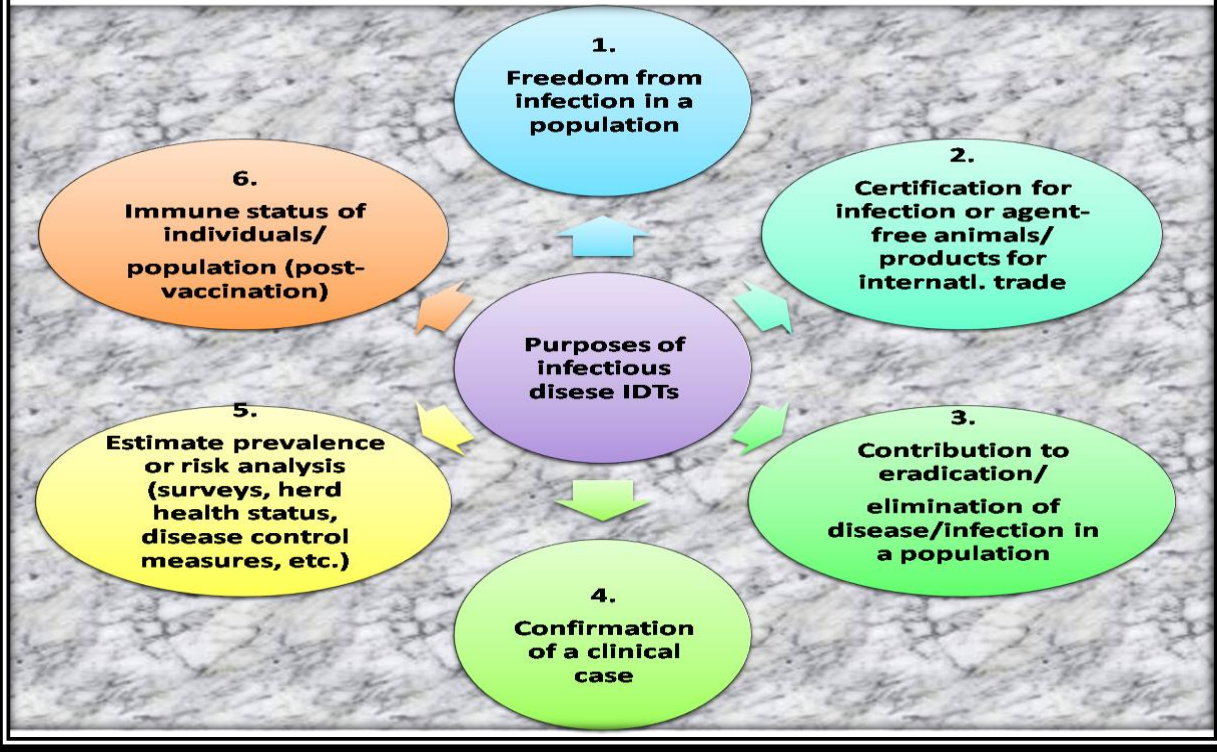 1.
Freedom from
infection in a
population
2.
Certification for
infection or agent-
free animals/
products for
internatl. trade
3.
Contribution to
eradication/
elimination of
disease/infection in
a population
4.
Confirmation
of a clinical
case
5.
Estimate prevalence
or risk analysis
(surveys, herd
health status,
disease control
measures, etc.)
6.
Immune status of
individuals/
population (post-
vaccination)
Purposes of
infectious
disese IDTs